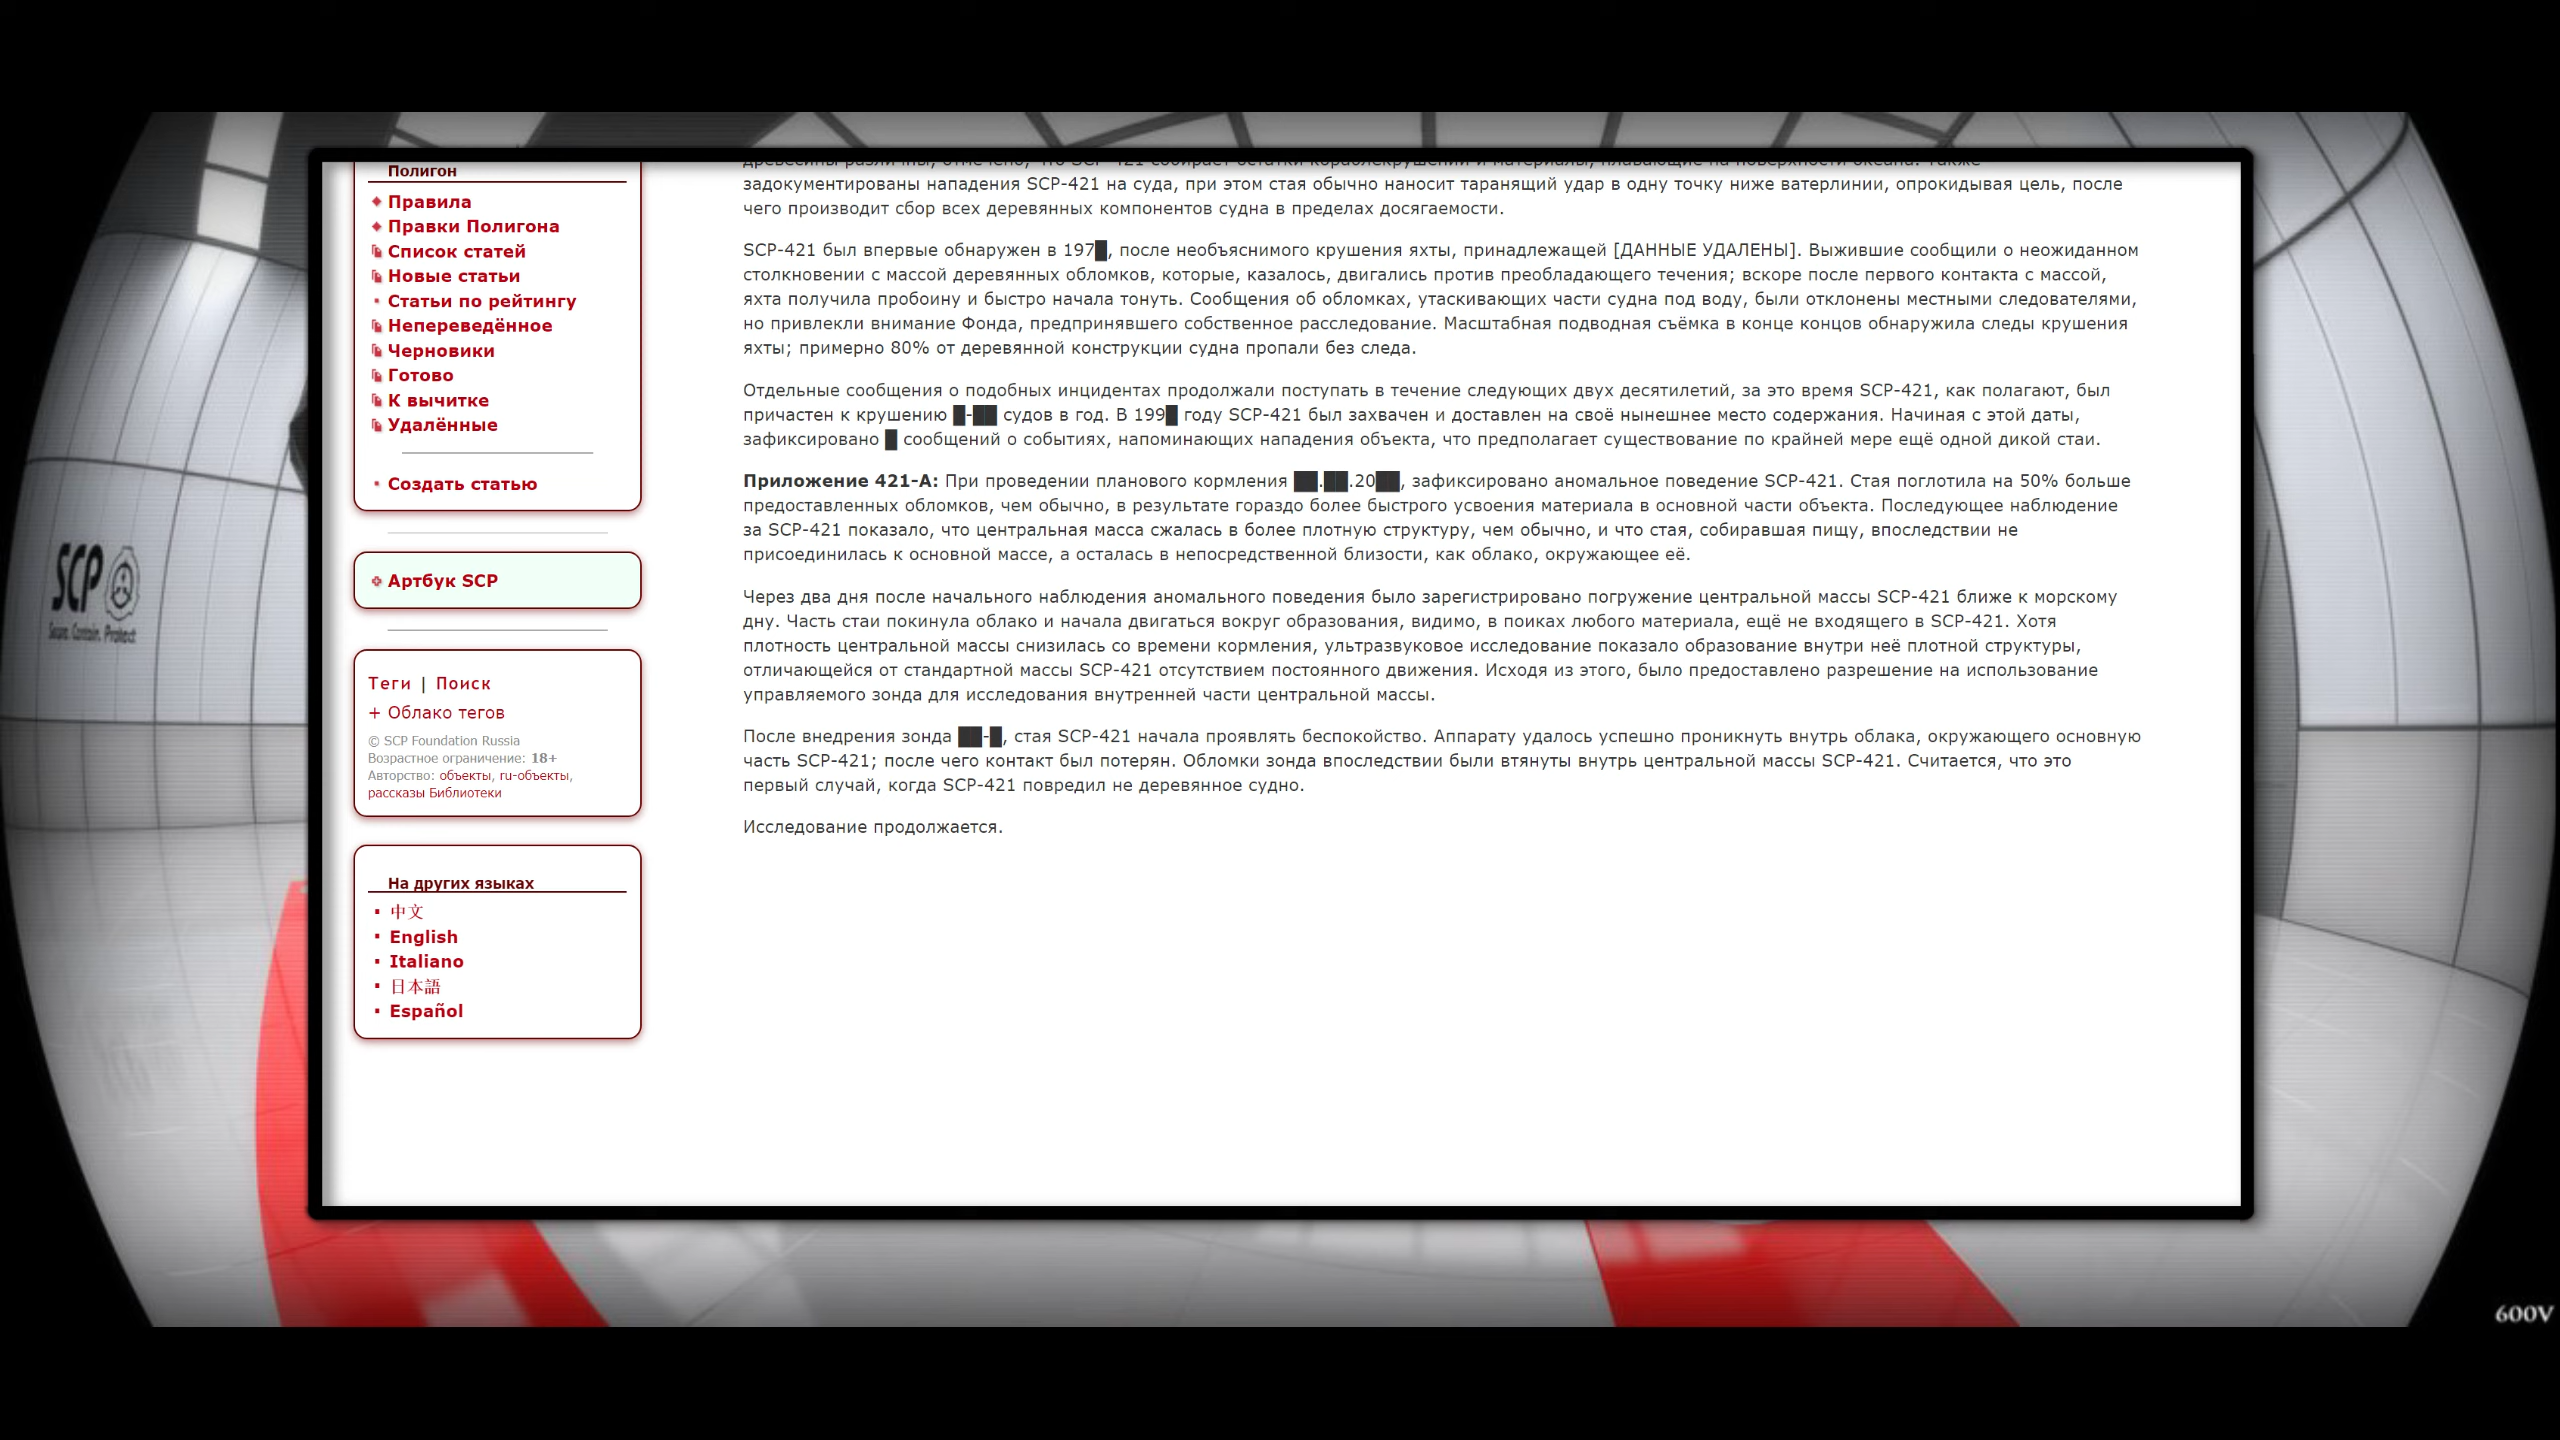 Полигон
Правила
Правки Полигона
Список статей
Новые статьи
Статьи по рейтингу
Непереведённое
Черновики
Готово
К вычитке
Удалённые
Создать статью
Артбук SCP
Теги | Поиск
+ Облако тегов
© SCP Foundation Russia
Возрастное ограничение: 18+
Авторство: объекты, ru-объекты,
рассказы Библиотеки
На других языках
中文
English
Italiano
日本語
Español
древесины различны, отмечено, что SCP-421 собирает остатки кораблекрушений и материалы, плавающие на поверхности океана. Также
задокументированы нападения SCP-421 на суда, при этом стая обычно наносит таранящий удар в одну точку ниже ватерлинии, опрокидывая цель, после
чего производит сбор всех деревянных компонентов судна в пределах досягаемости.
SCP-421 был впервые обнаружен в 197█, после необъяснимого крушения яхты, принадлежащей [ДАННЫЕ УДАЛЕНЫ]. Выжившие сообщили о неожиданном
столкновении с массой деревянных обломков, которые, казалось, двигались против преобладающего течения; вскоре после первого контакта с массой,
яхта получила пробоину и быстро начала тонуть. Сообщения об обломках, утаскивающих части судна под воду, были отклонены местными следователями,
но привлекли внимание Фонда, предпринявшего собственное расследование. Масштабная подводная съёмка в конце концов обнаружила следы крушения
яхты; примерно 80% от деревянной конструкции судна пропали без следа.
Отдельные сообщения о подобных инцидентах продолжали поступать в течение следующих двух десятилетий, за это время SCP-421, как полагают, был
причастен к крушению █-██ судов в год. В 199█ году SCP-421 был захвачен и доставлен на своё нынешнее место содержания. Начиная с этой даты,
зафиксировано █ сообщений о событиях, напоминающих нападения объекта, что предполагает существование по крайней мере ещё одной дикой стаи.
Приложение 421-А: При проведении планового кормления ██.██.20██, зафиксировано аномальное поведение SCP-421. Стая поглотила на 50% больше
предоставленных обломков, чем обычно, в результате гораздо более быстрого усвоения материала в основной части объекта. Последующее наблюдение
за SCP-421 показало, что центральная масса сжалась в более плотную структуру, чем обычно, и что стая, собиравшая пищу, впоследствии не
присоединилась к основной массе, а осталась в непосредственной близости, как облако, окружающее её.
Через два дня после начального наблюдения аномального поведения было зарегистрировано погружение центральной массы SCP-421 ближе к морскому
дну. Часть стаи покинула облако и начала двигаться вокруг образования, видимо, в поисках любого материала, ещё не входящего в SCP-421. Хотя
плотность центральной массы снизилась со времени кормления, ультразвуковое исследование показало образование внутри неё плотной структуры,
отличающейся от стандартной массы SCP-421 отсутствием постоянного движения. Исходя из этого, было предоставлено разрешение на использование
управляемого зонда для исследования внутренней части центральной массы.
После внедрения зонда ██-█, стая SCP-421 начала проявлять беспокойство. Аппарату удалось успешно проникнуть внутрь облака, окружающего основную
часть SCP-421; после чего контакт был потерян. Обломки зонда впоследствии были втянуты внутрь центральной массы SCP-421. Считается, что это
первый случай, когда SCP-421 повредил не деревянное судно.
Исследование продолжается.
SCP
Secure. Contain. Protect
600V